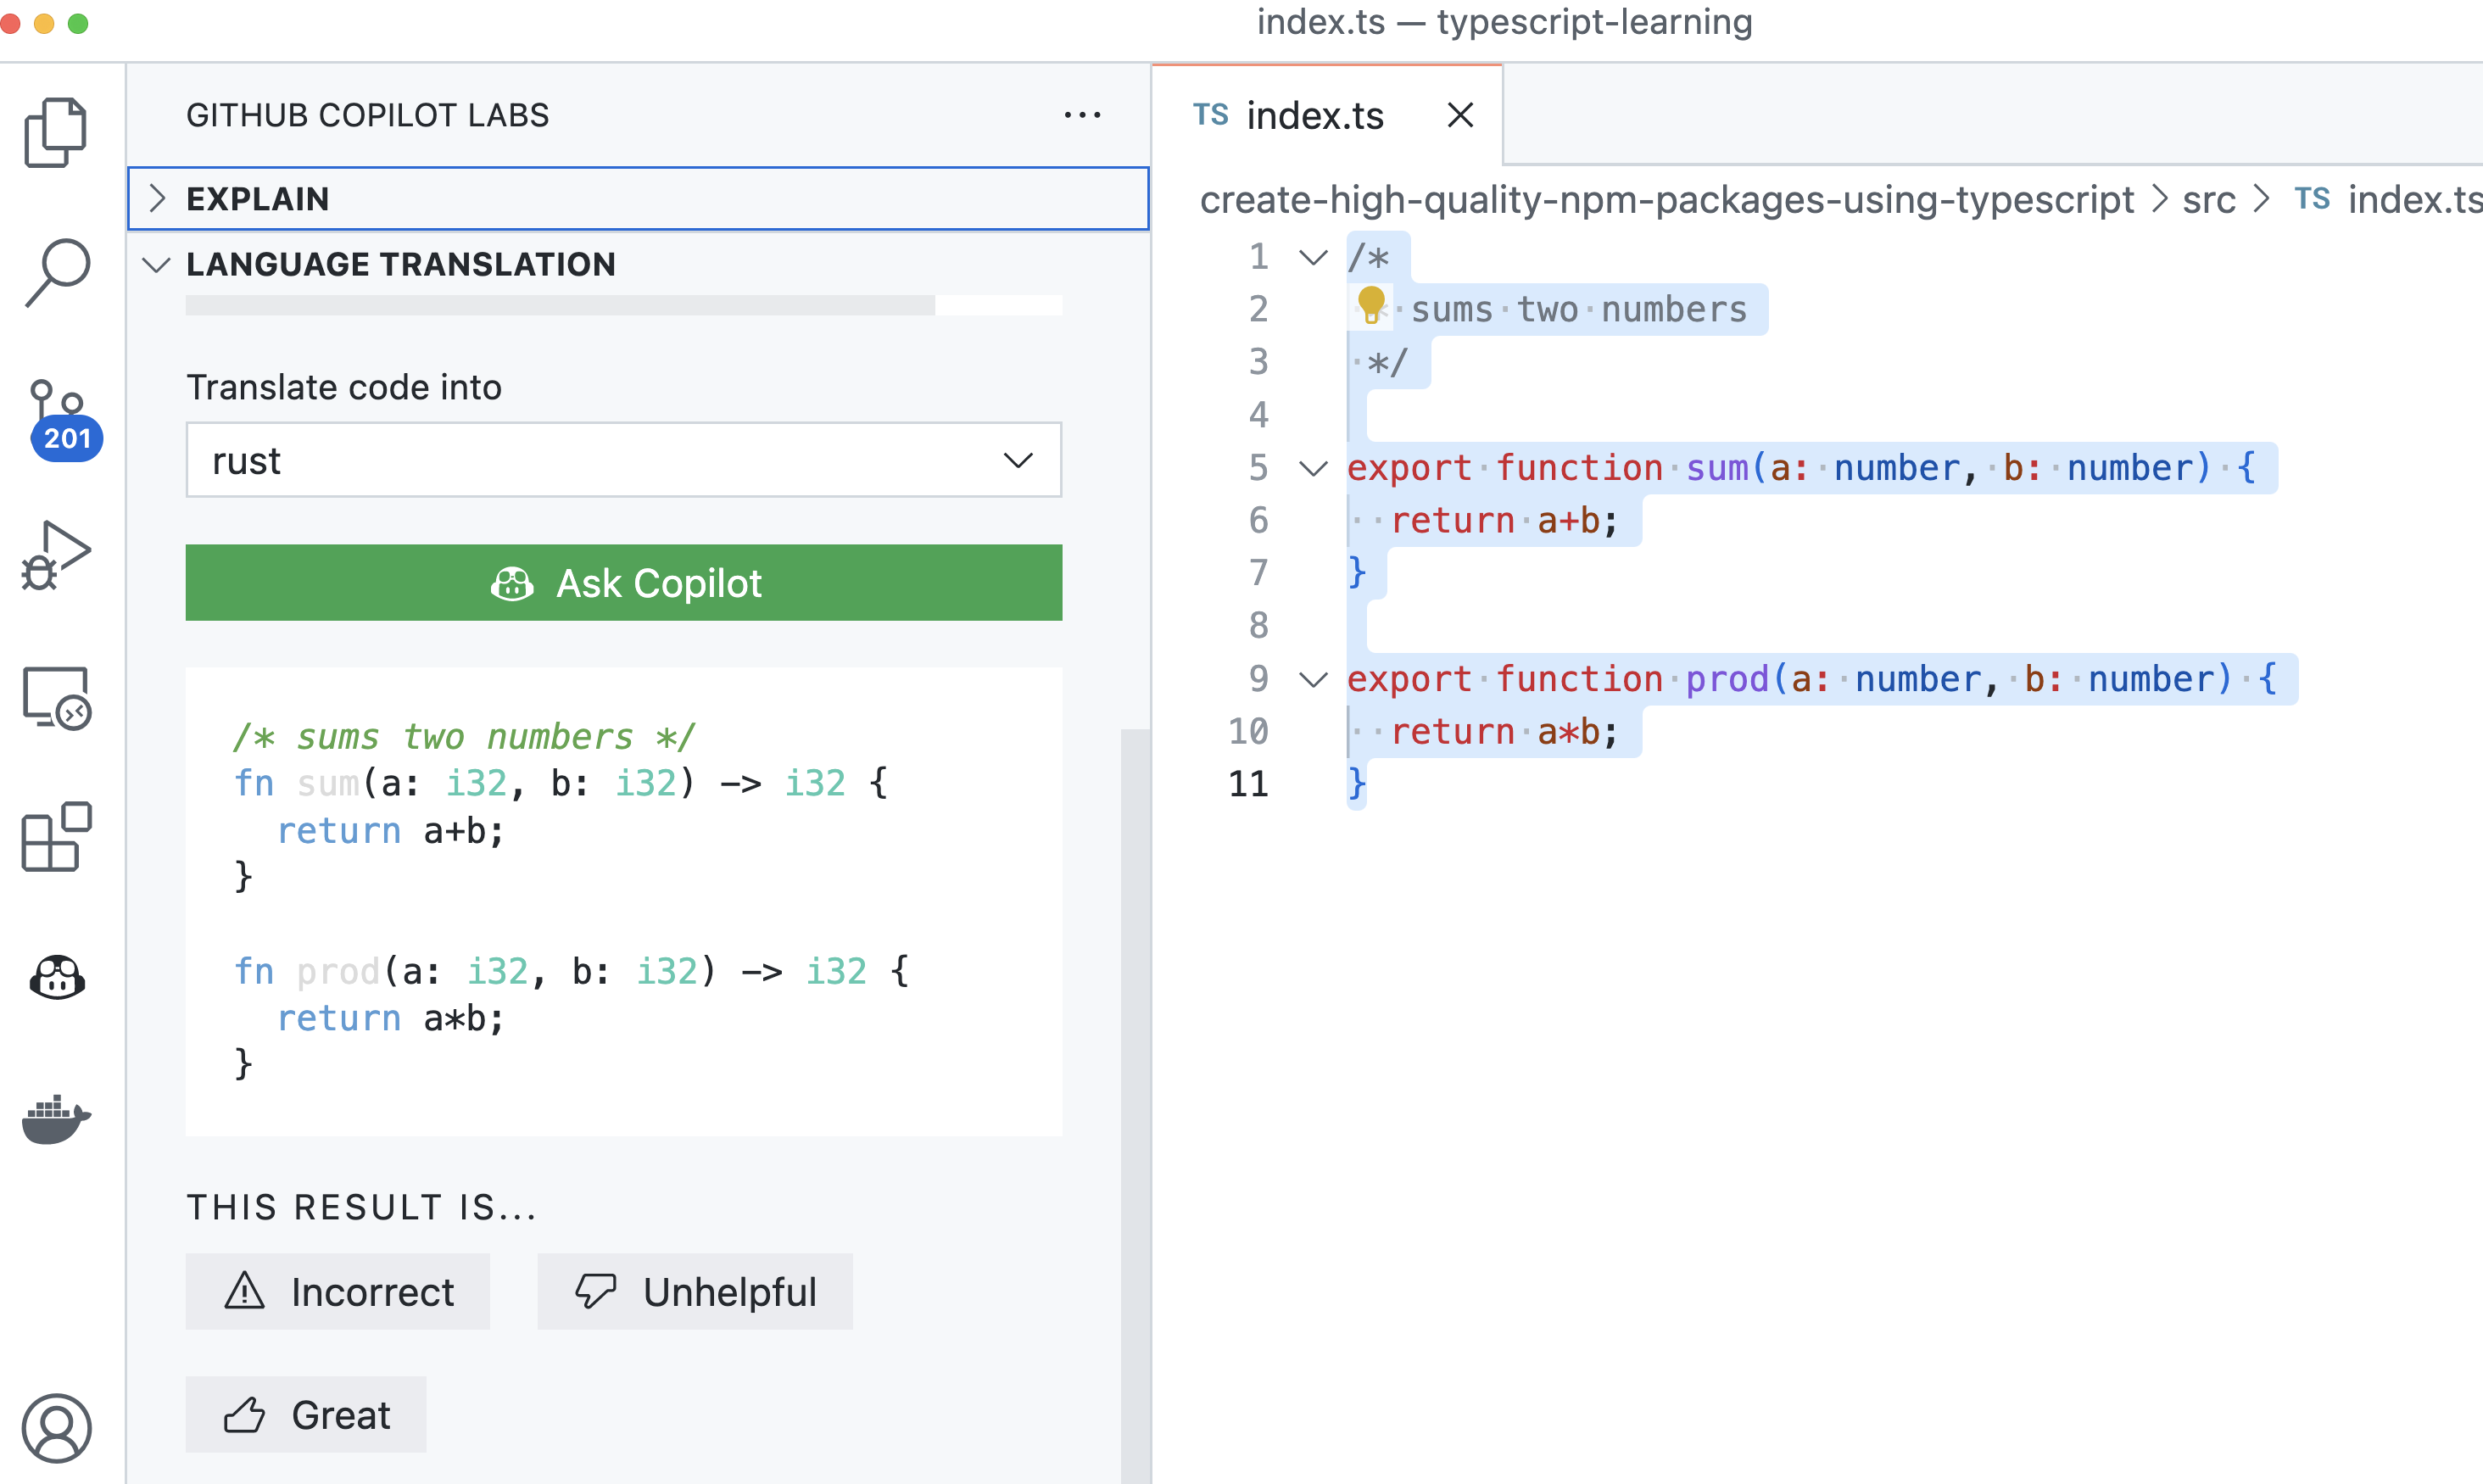 index.ts — typescript-learning
GITHUB COPILOT LABS
EXPLAIN
LANGUAGE TRANSLATION
201
Translate code into
rust
Ask Copilot
/* sums two numbers */
fn sum(a: i32, b: i32) -> i32 {
  return a+b;
}
fn prod(a: i32, b: i32) -> i32 {
  return a*b;
}
THIS RESULT IS...
Incorrect
Unhelpful
Great
TS index.ts
create-high-quality-npm-packages-using-typescript > src > TS index.ts
1 /*
2 * sums two numbers
3 */
4
5 export function sum(a: number, b: number) {
6   return a+b;
7 }
8
9 export function prod(a: number, b: number) {
10   return a*b;
11 }